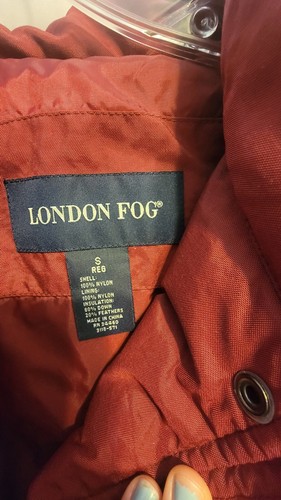 LONDON FOG®
S
REG
SHELL:
100% NYLON
LINING:
100% NYLON
INSULATION:
80% DOWN
20% FEATHERS
MADE IN CHINA